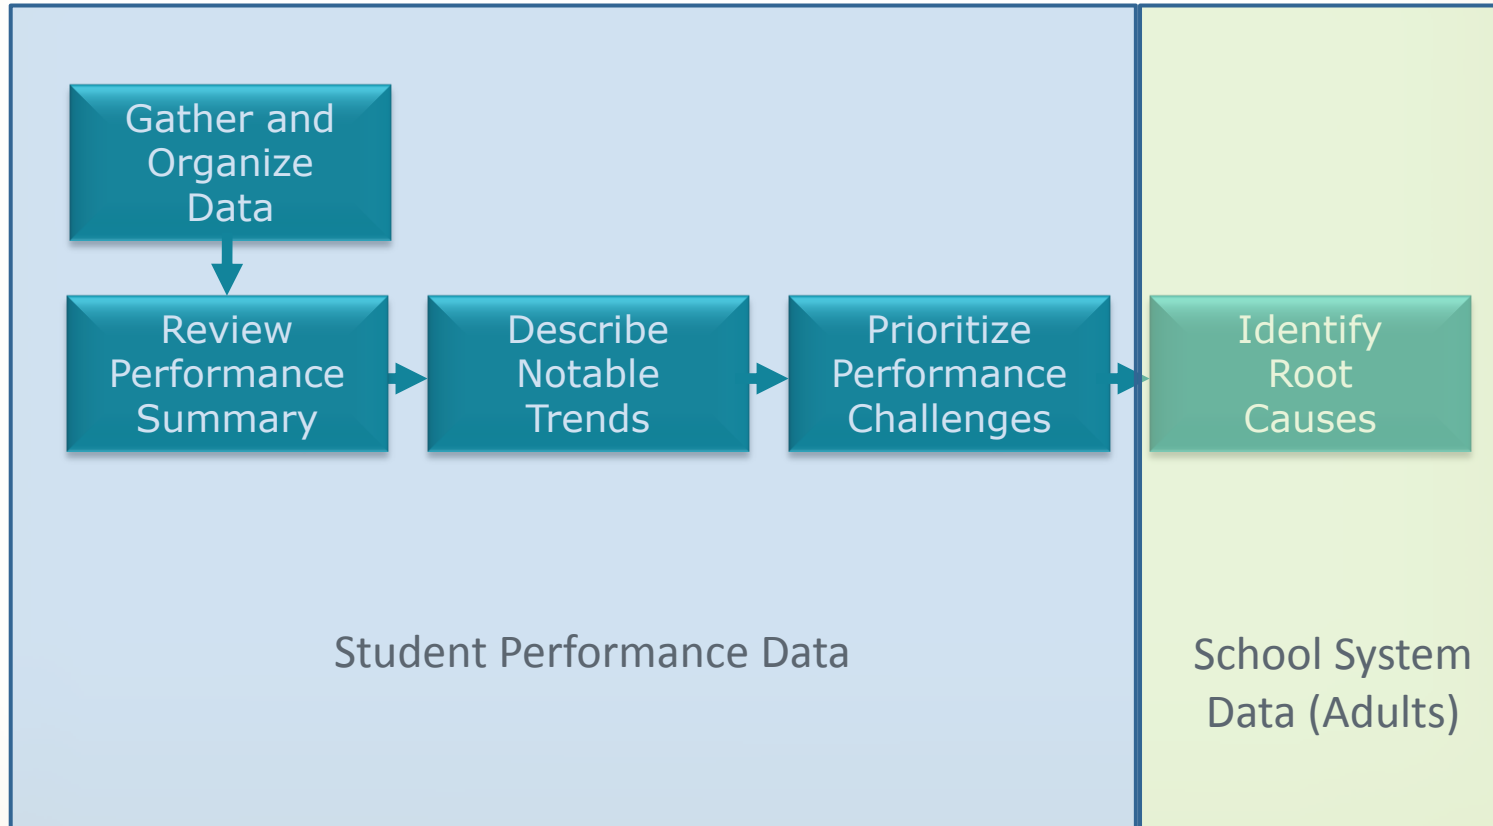 Gather and
Organize
Data
Review
Performance
Summary
Describe
Notable
Trends
Prioritize
Performance
Challenges
Identify
Root
Causes
Student Performance Data
School System
Data (Adults)